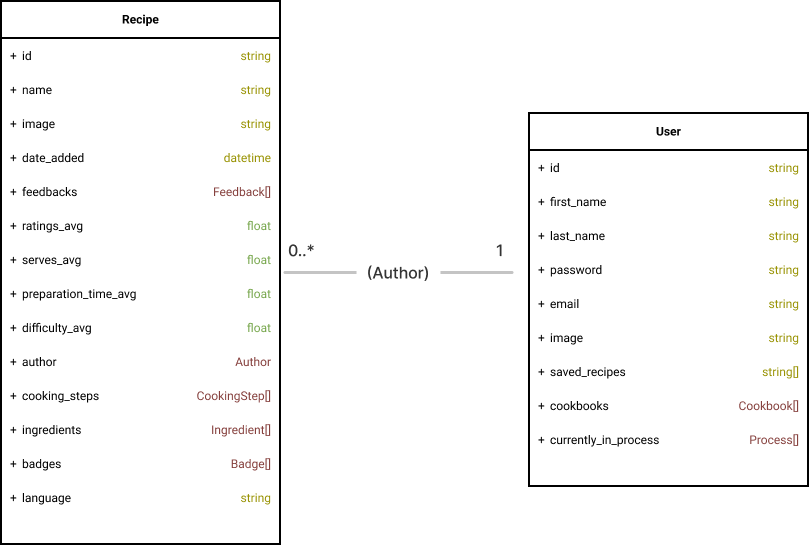 Recipe
+ id string
+ name string
+ image string
+ date_added datetime
+ feedbacks Feedback[]
+ ratings_avg float
+ serves_avg float
+ preparation_time_avg float
+ difficulty_avg float
+ author Author
+ cooking_steps CookingStep[]
+ ingredients Ingredient[]
+ badges Badge[]
+ language string
0..* 1
(Author)
User
+ id string
+ first_name string
+ last_name string
+ password string
+ email string
+ image string
+ saved_recipes string[]
+ cookbooks Cookbook[]
+ currently_in_process Process[]